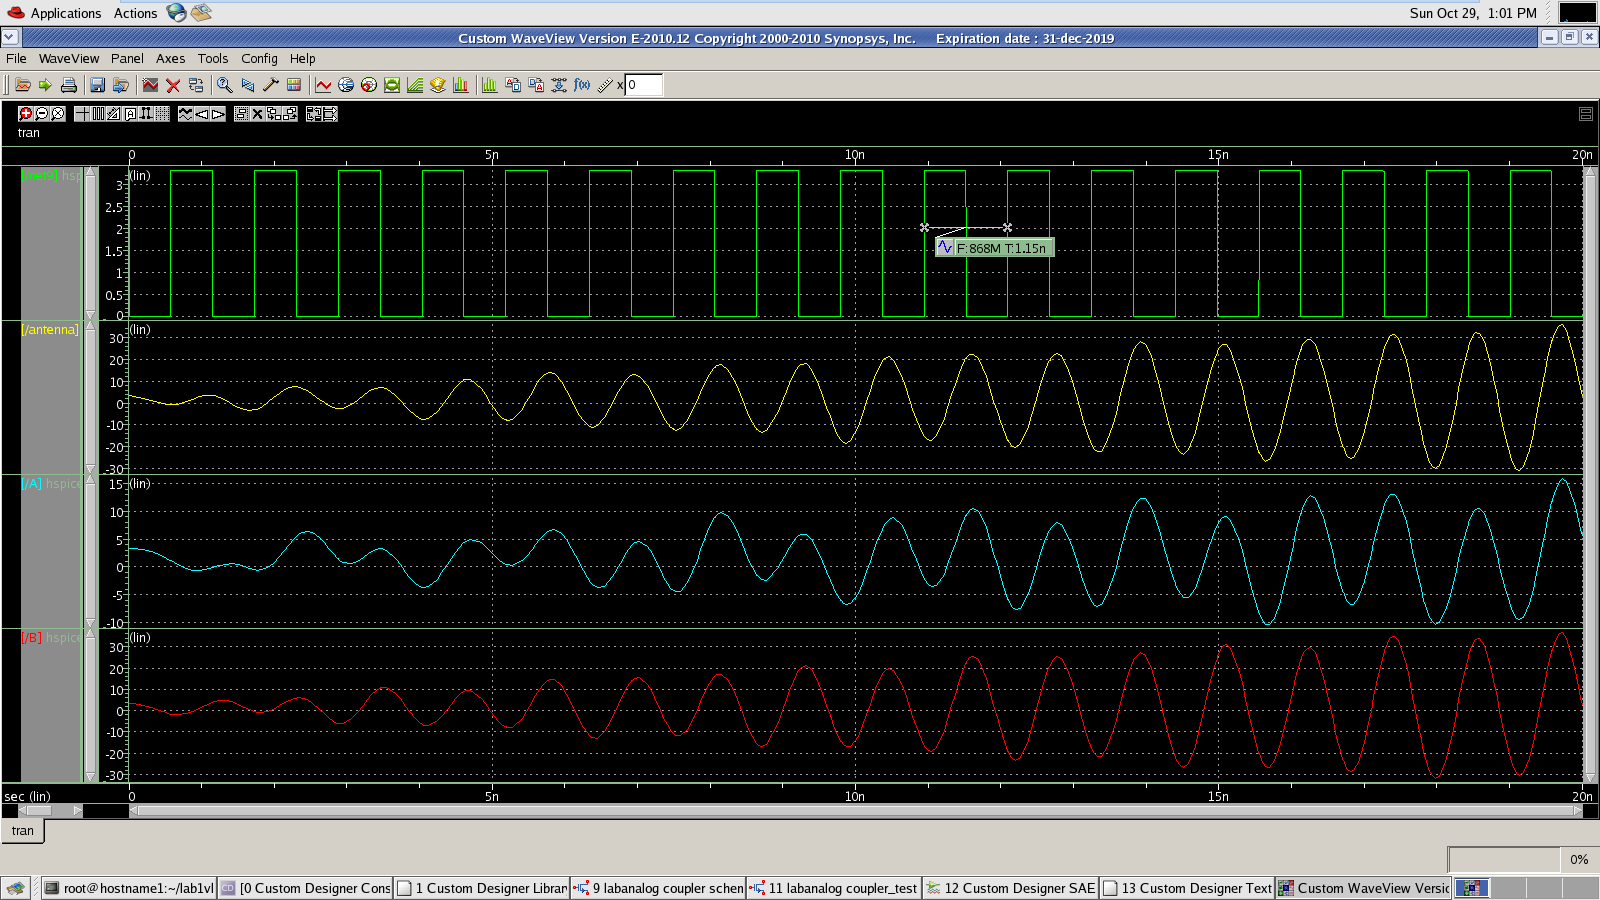 Applications Actions Sun Oct 29, 1:01 PM
Custom WaveView Version E-2010.12 Copyright 2000-2010 Synopsys, Inc. Expiration date : 31-dec-2019
File WaveView Panel Axes Tools Config Help
f(x) x 0
tran
0 5n 10n 15n 20n
hsp (lin)
3
2.5
2
1.5
1
0.5
0
F:868M T:1.15n
[/antenna] (lin)
30
20
10
0
-10
-20
-30
[/A] hspice (lin)
15
10
5
0
-5
-10
[/B] hspice (lin)
30
20
10
0
-10
-20
-30
sec (lin) 0 5n 10n 15n 20n
tran
0%
root@hostname1:~/lab1vl [0 Custom Designer Cons 1 Custom Designer Librar 9 labanalog coupler schen 11 labanalog coupler_test 12 Custom Designer SAE 13 Custom Designer Text Custom WaveView Versic